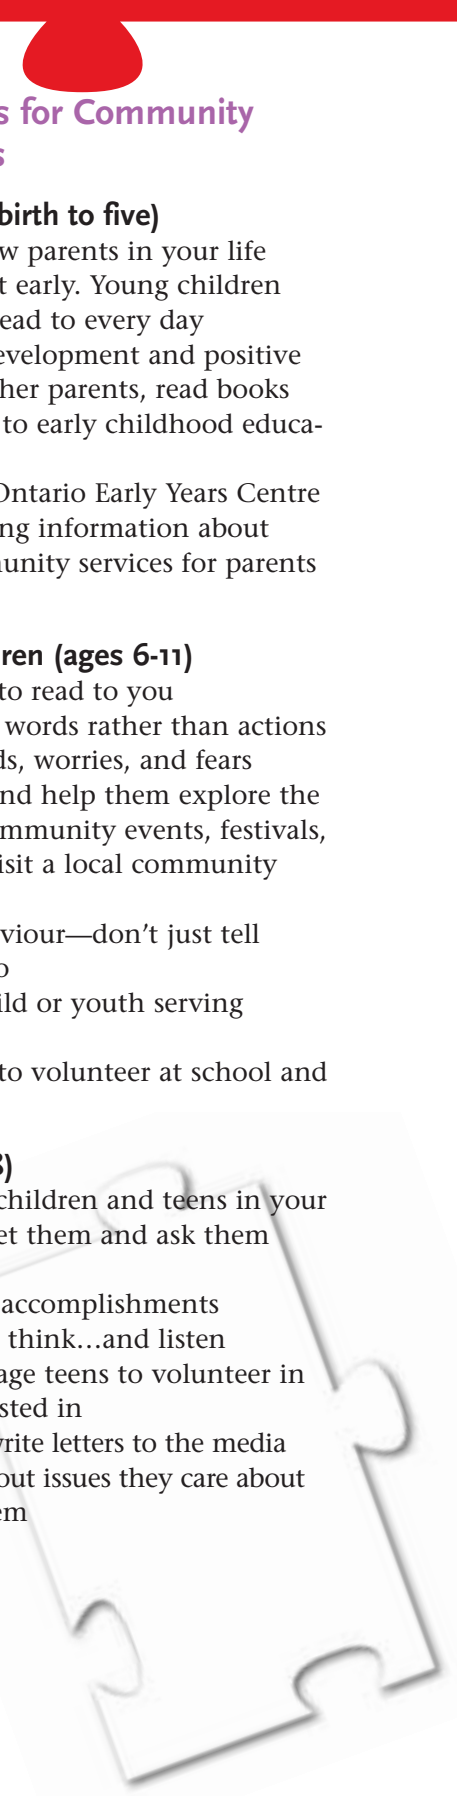 s for Community
s
birth to five)
w parents in your life
t early. Young children
ead to every day
evelopment and positive
her parents, read books
to early childhood educa-
Ontario Early Years Centre
ng information about
unity services for parents
ren (ages 6-11)
to read to you
words rather than actions
ds, worries, and fears
nd help them explore the
mmunity events, festivals,
isit a local community
viour—don't just tell
o
ild or youth serving
to volunteer at school and
8)
children and teens in your
et them and ask them
accomplishments
think…and listen
age teens to volunteer in
sted in
rite letters to the media
out issues they care about
em